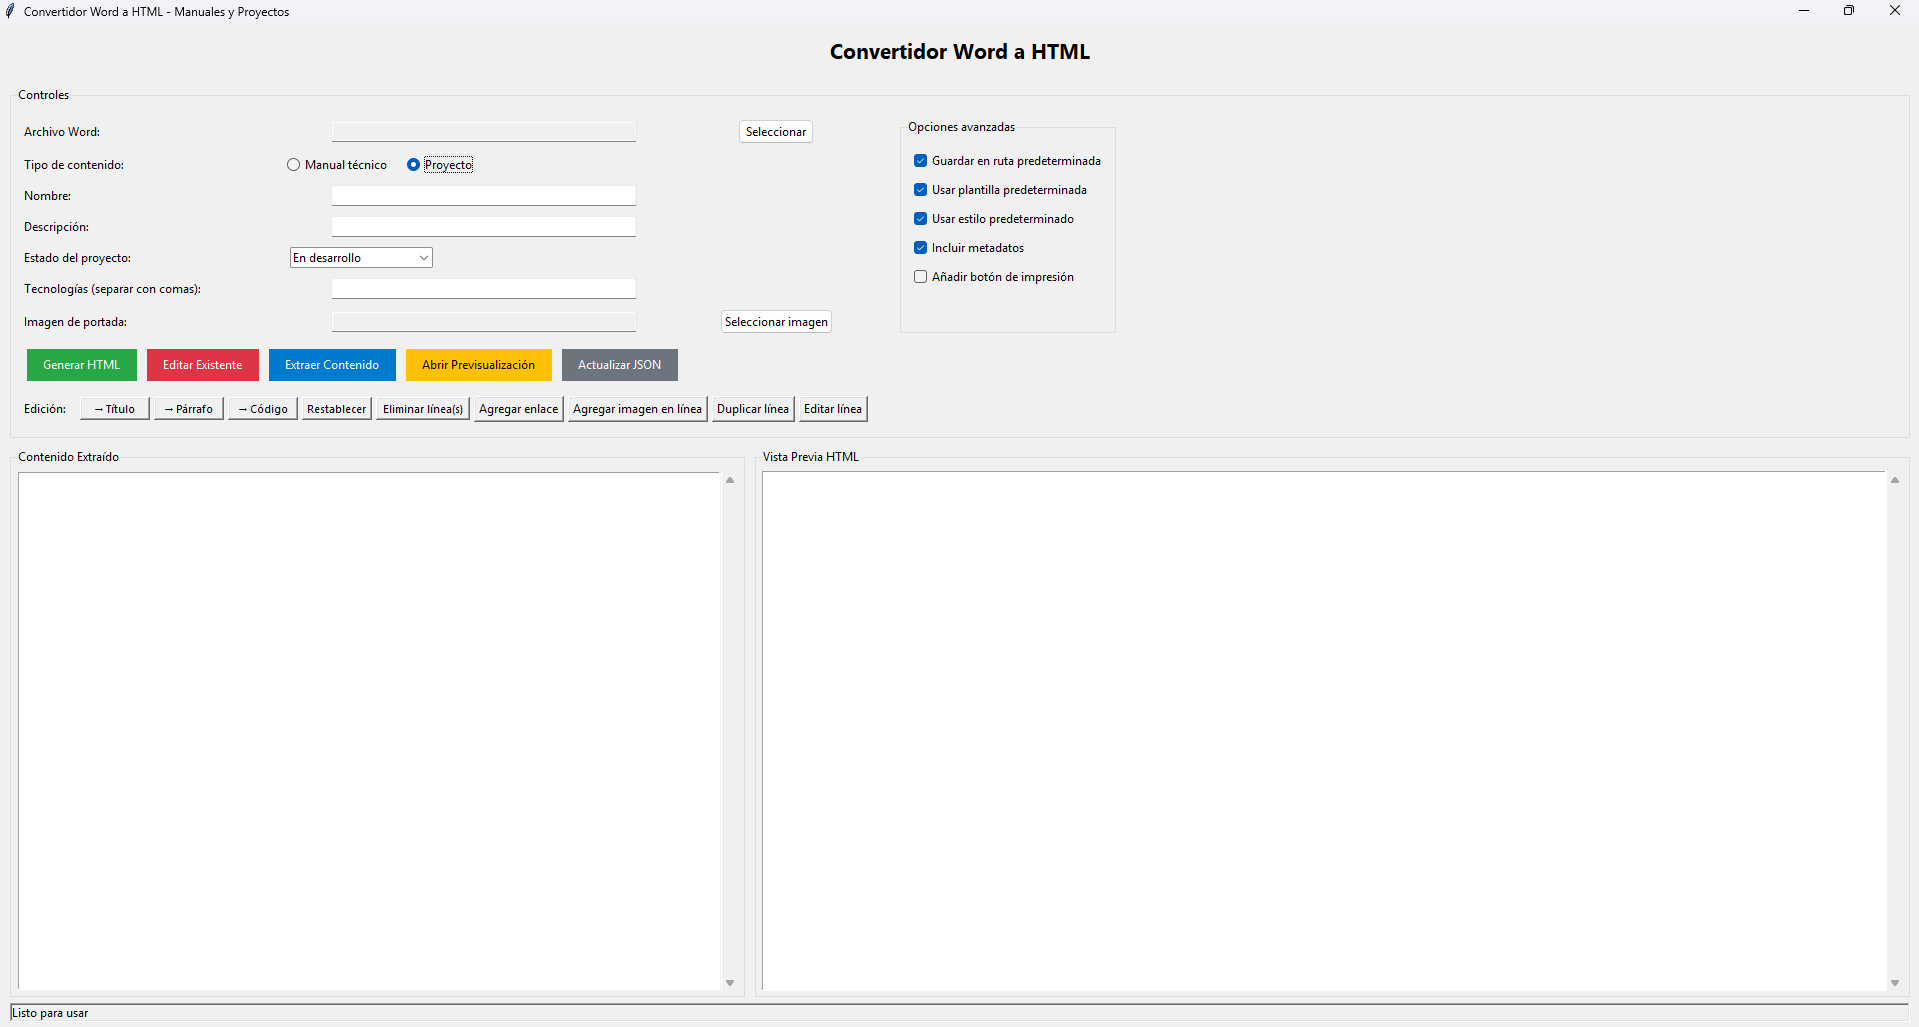 Convertidor Word a HTML - Manuales y Proyectos
Convertidor Word a HTML
Controles
Archivo Word:
Seleccionar
Tipo de contenido:
Manual técnico
Proyecto
Nombre:
Descripción:
Estado del proyecto:
En desarrollo
Tecnologías (separar con comas):
Imagen de portada:
Seleccionar imagen
Opciones avanzadas
Guardar en ruta predeterminada
Usar plantilla predeterminada
Usar estilo predeterminado
Incluir metadatos
Añadir botón de impresión
Generar HTML
Editar Existente
Extraer Contenido
Abrir Previsualización
Actualizar JSON
Edición:
→ Título
→ Párrafo
→ Código
Restablecer
Eliminar línea(s)
Agregar enlace
Agregar imagen en línea
Duplicar línea
Editar línea
Contenido Extraído
Vista Previa HTML
Listo para usar